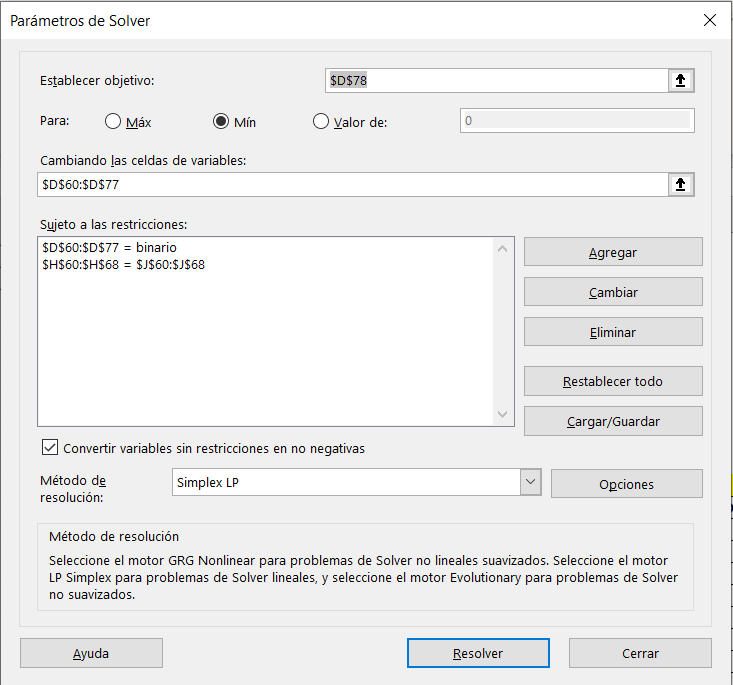 Parámetros de Solver
Establecer objetivo:
$D$78
Para:
Máx
Mín
Valor de:
0
Cambiando las celdas de variables:
$D$60:$D$77
Sujeto a las restricciones:
$D$60:$D$77 = binario
$H$60:$H$68 = $J$60:$J$68
Agregar
Cambiar
Eliminar
Restablecer todo
Cargar/Guardar
Convertir variables sin restricciones en no negativas
Método de
resolución:
Simplex LP
Opciones
Método de resolución
Seleccione el motor GRG Nonlinear para problemas de Solver no lineales suavizados. Seleccione el motor
LP Simplex para problemas de Solver lineales, y seleccione el motor Evolutionary para problemas de Solver
no suavizados.
Ayuda
Resolver
Cerrar